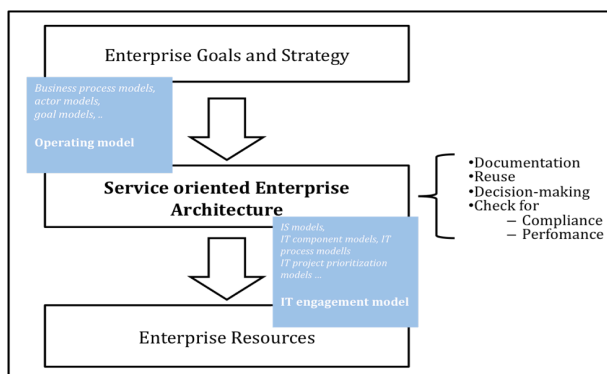 Enterprise Goals and Strategy
Business process models,
actor models,
goal models, ..
Operating model
Service oriented Enterprise
Architecture
•Documentation
•Reuse
•Decision-making
•Check for
– Compliance
– Perfomance
IS models,
IT component models, IT
process modells
IT project prioritization
models ...
IT engagement model
Enterprise Resources